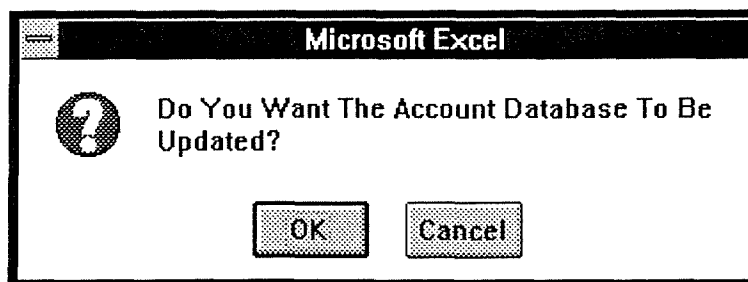 Microsoft Excel
Do You Want The Account Database To Be
Updated?
OK Cancel